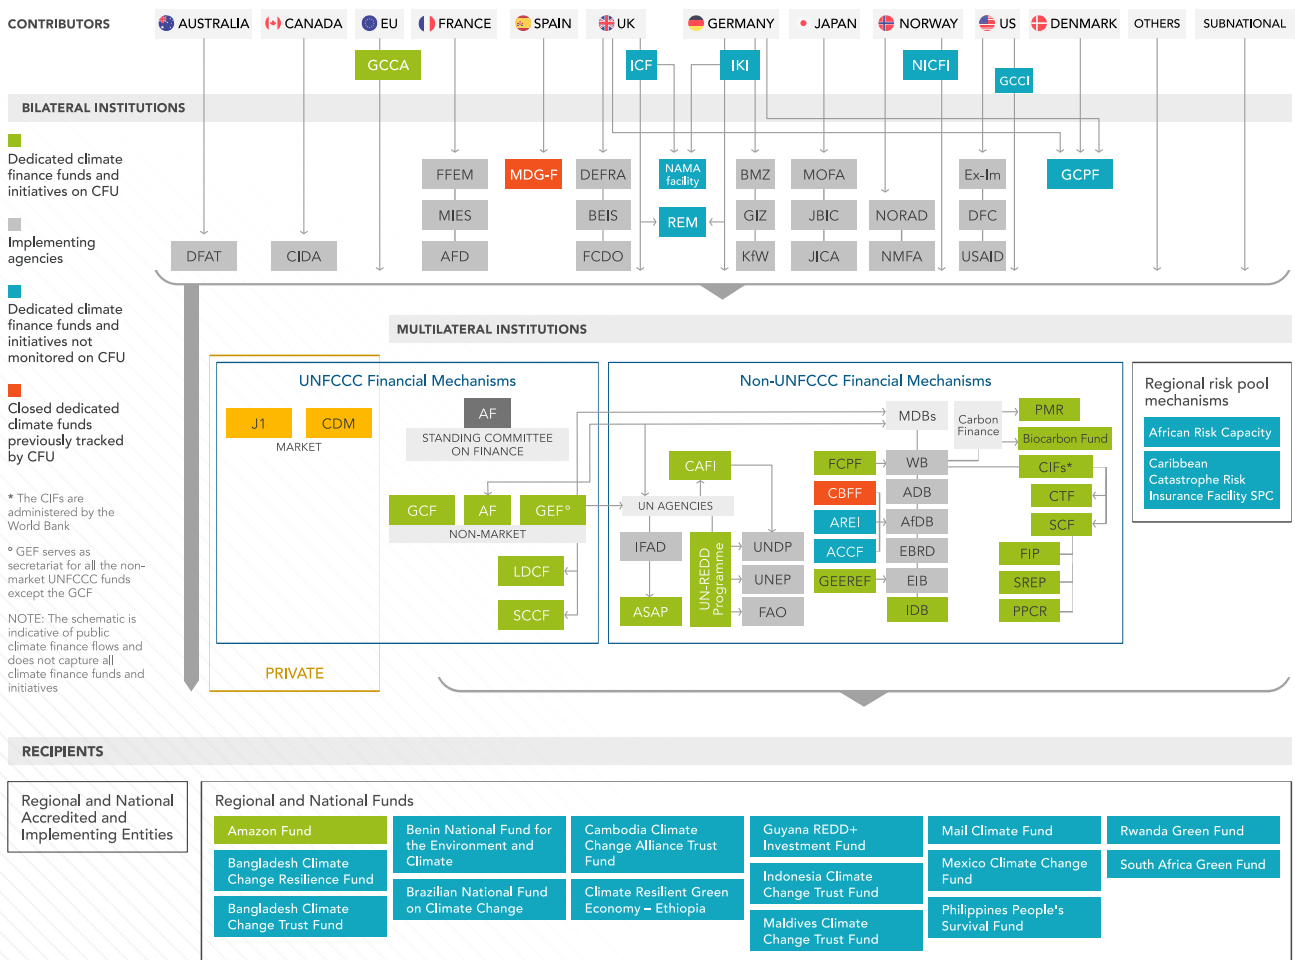 CONTRIBUTORS
AUSTRALIA
CANADA
EU
FRANCE
SPAIN
UK
GERMANY
JAPAN
NORWAY
US
DENMARK
OTHERS
SUBNATIONAL
GCCA
ICF
IKI
NICFI
GCCI
BILATERAL INSTITUTIONS
Dedicated climate
finance funds and
initiatives on CFU
Implementing
agencies
Dedicated climate
finance funds and
initiatives not
monitored on CFU
Closed dedicated
climate funds
previously tracked
by CFU
* The CIFs are
administered by the
World Bank
º GEF serves as
secretariat for all the non-
market UNFCCC funds
except the GCF
NOTE: The schematic is
indicative of public
climate finance flows and
does not capture all
climate finance funds and
initiatives
DFAT
CIDA
FFEM
MIES
AFD
MDG-F
DEFRA
BEIS
FCDO
NAMA
facility
REM
BMZ
GIZ
KfW
MOFA
JBIC
JICA
NORAD
NMFA
Ex-Im
DFC
USAID
GCPF
MULTILATERAL INSTITUTIONS
UNFCCC Financial Mechanisms
J1
CDM
MARKET
AF
STANDING COMMITTEE
ON FINANCE
GCF
AF
GEFº
NON-MARKET
LDCF
SCCF
PRIVATE
Non-UNFCCC Financial Mechanisms
CAFI
UN AGENCIES
IFAD
ASAP
UN-REDD
Programme
UNDP
UNEP
FAO
FCPF
CBFF
AREI
ACCF
GEEREF
MDBs
WB
ADB
AfDB
EBRD
EIB
IDB
Carbon
Finance
PMR
Biocarbon Fund
CIFs*
CTF
SCF
FIP
SREP
PPCR
Regional risk pool
mechanisms
African Risk Capacity
Caribbean
Catastrophe Risk
Insurance Facility SPC
RECIPIENTS
Regional and National
Accredited and
Implementing Entities
Regional and National Funds
Amazon Fund
Bangladesh Climate
Change Resilience Fund
Bangladesh Climate
Change Trust Fund
Benin National Fund for
the Environment and
Climate
Brazilian National Fund
on Climate Change
Cambodia Climate
Change Alliance Trust
Fund
Climate Resilient Green
Economy – Ethiopia
Guyana REDD+
Investment Fund
Indonesia Climate
Change Trust Fund
Maldives Climate
Change Trust Fund
Mail Climate Fund
Mexico Climate Change
Fund
Philippines People's
Survival Fund
Rwanda Green Fund
South Africa Green Fund